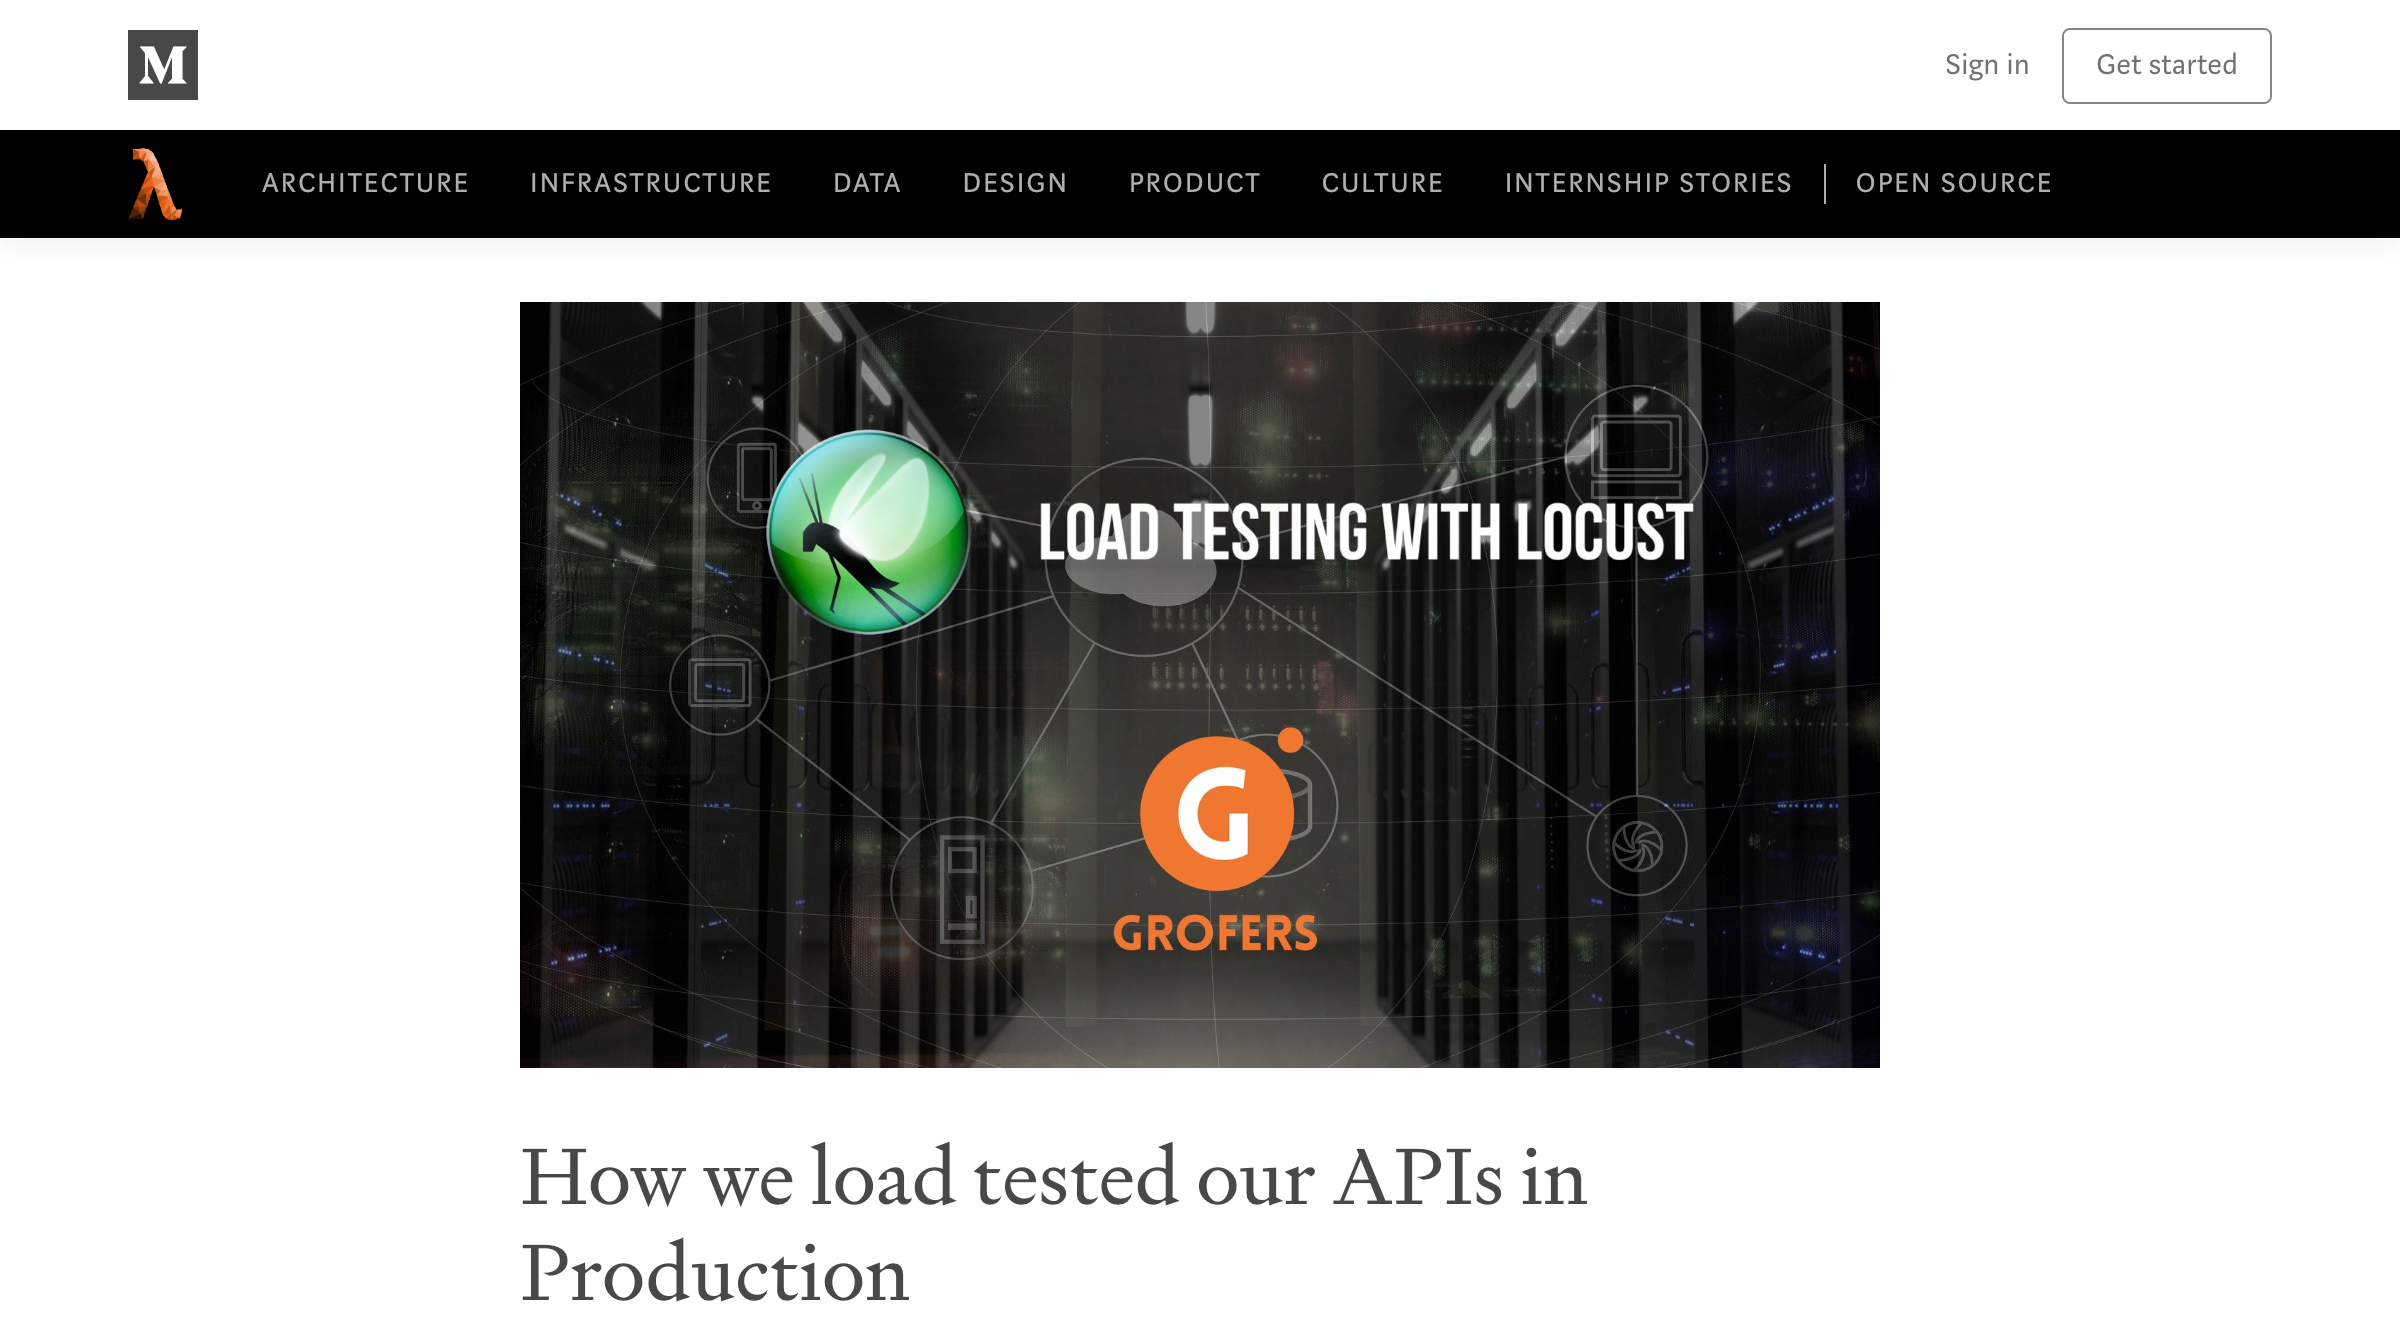 M
Sign in
Get started
ARCHITECTURE
INFRASTRUCTURE
DATA
DESIGN
PRODUCT
CULTURE
INTERNSHIP STORIES
OPEN SOURCE
LOAD TESTING WITH LOCUST
G
GROFERS
How we load tested our APIs in
Production